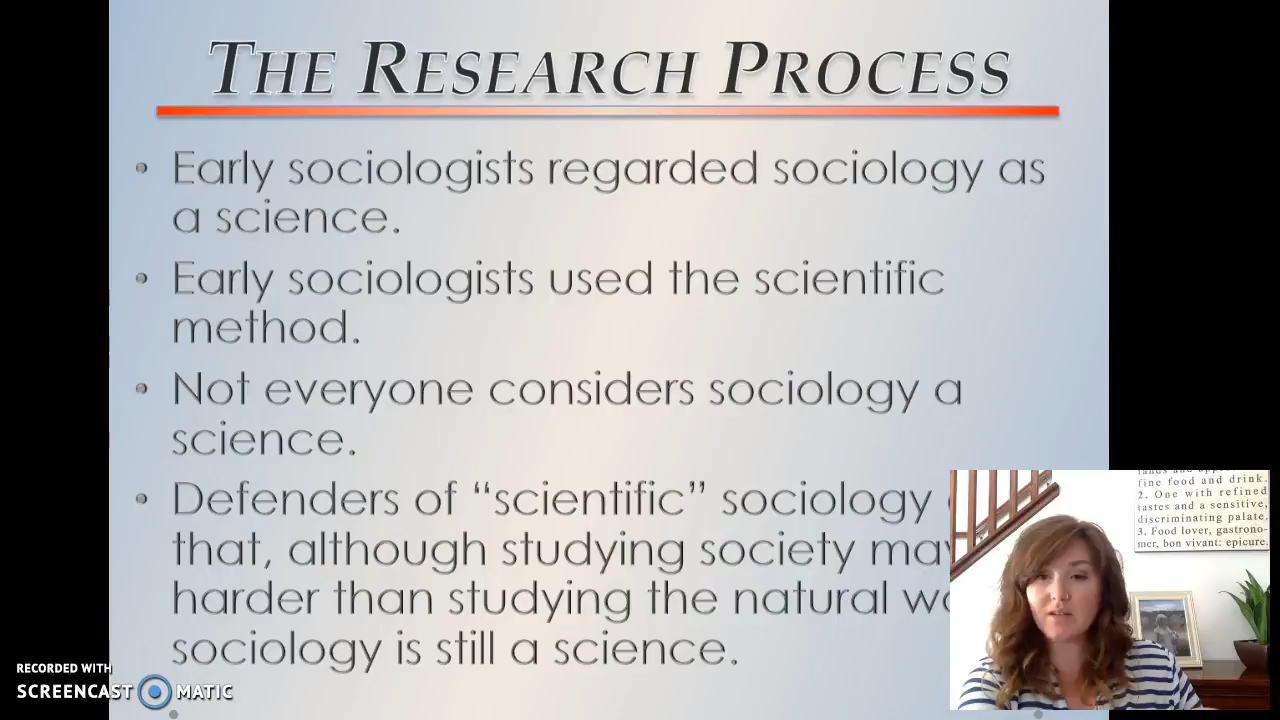 THE RESEARCH PROCESS
• Early sociologists regarded sociology as
a science.
• Early sociologists used the scientific
method.
• Not everyone considers sociology a
science.
• Defenders of “scientific” sociology
that, although studying society
harder than studying the natural
sociology is still a science.
fine food and drink.
2. One with refined
tastes and a sensitive,
discriminating palate.
3. Food lover, gastrono-
mer, bon vivant: epicure.
RECORDED WITH
SCREENCAST MATIC